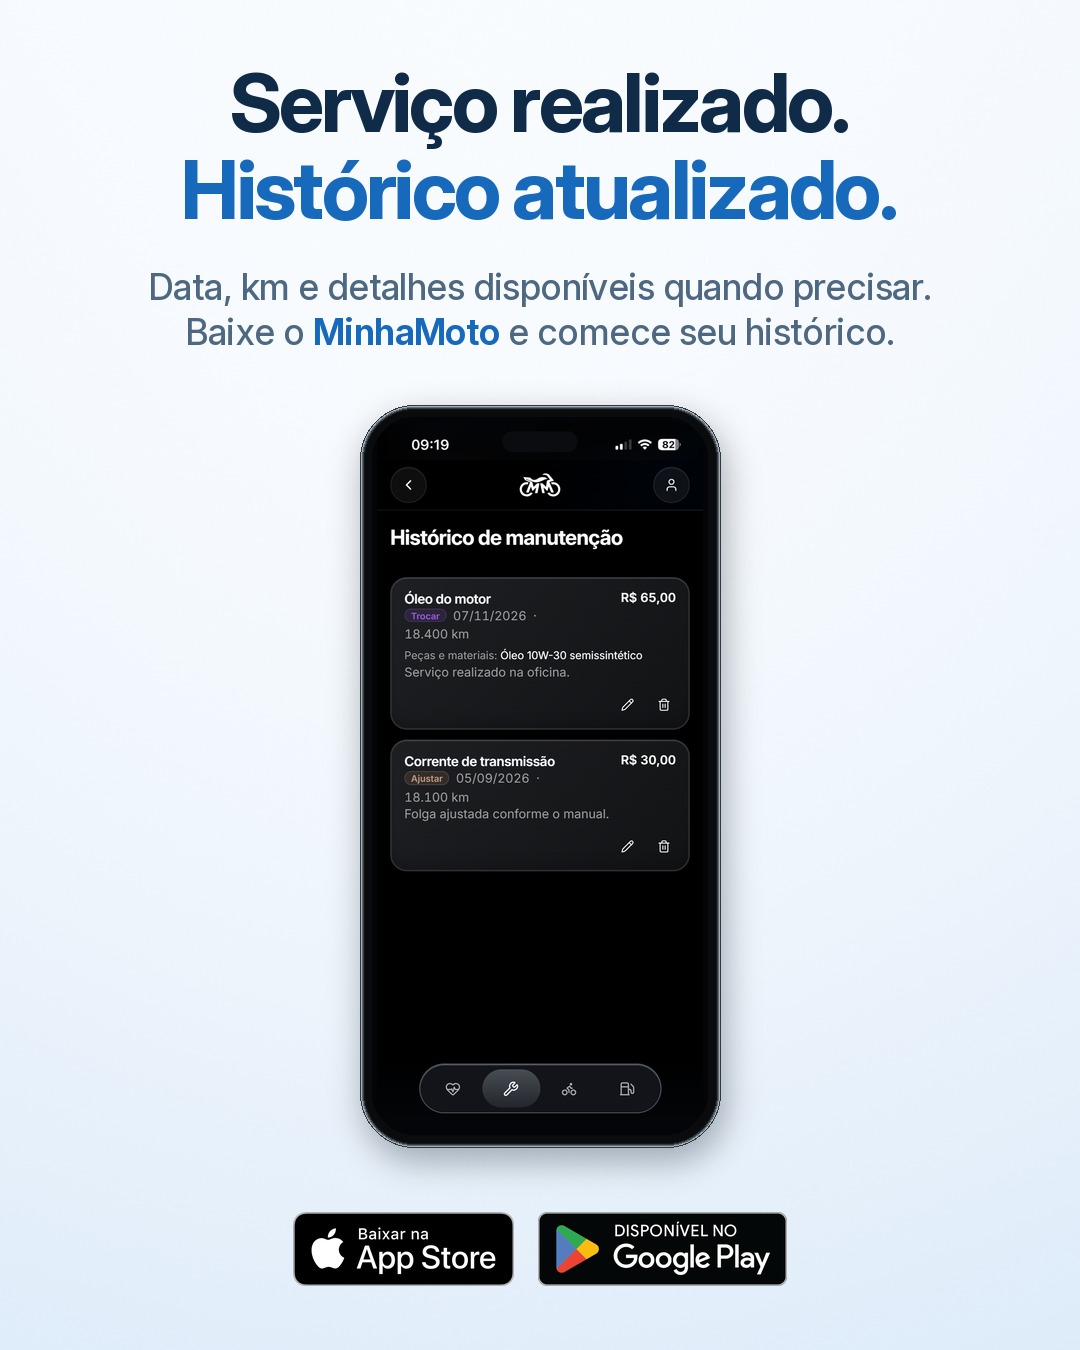 Serviço realizado.
Histórico atualizado.
Data, km e detalhes disponíveis quando precisar.
Baixe o MinhaMoto e comece seu histórico.
09:19
82
MM
Histórico de manutenção
Óleo do motor
R$ 65,00
Trocar 07/11/2026 ·
18.400 km
Peças e materiais: Óleo 10W-30 semissintético
Serviço realizado na oficina.
Corrente de transmissão
R$ 30,00
Ajustar 05/09/2026 ·
18.100 km
Folga ajustada conforme o manual.
Baixar na
App Store
DISPONÍVEL NO
Google Play